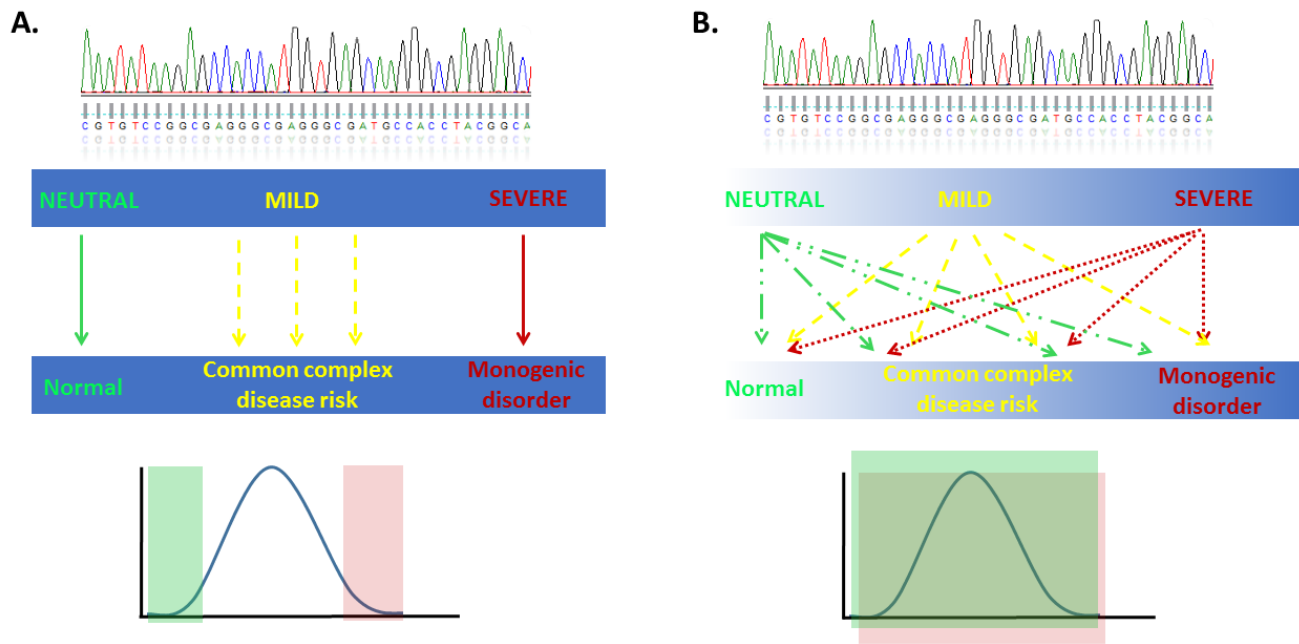 A.
CGTGTCCGGCGAGGGCGAGGGCGATGCCACCTACGGCA
NEUTRAL MILD SEVERE
Normal Common complex disease risk Monogenic disorder
B.
CGTGTCCGGCGAGGGCGAGGGCGATGCCACCTACGGCA
NEUTRAL MILD SEVERE
Normal Common complex disease risk Monogenic disorder